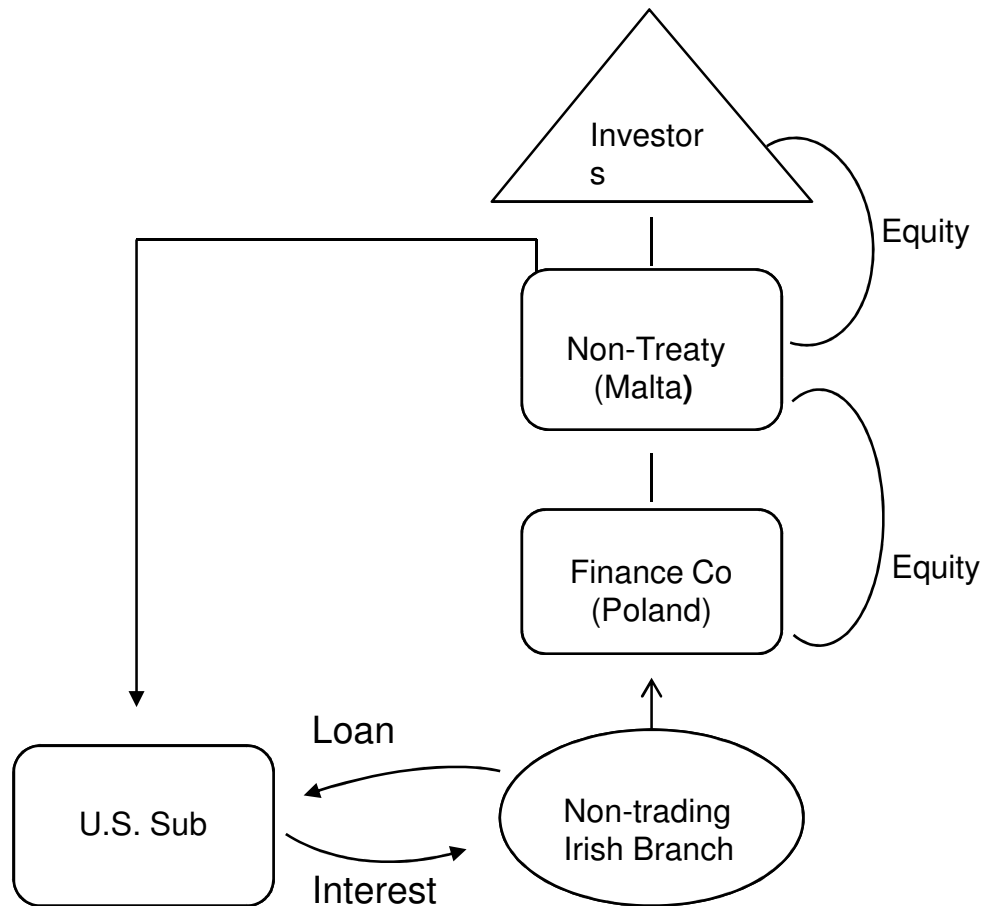 Investor
s
Equity
Non-Treaty
(Malta)
Finance Co
(Poland)
Equity
Loan
U.S. Sub
Non-trading
Irish Branch
Interest